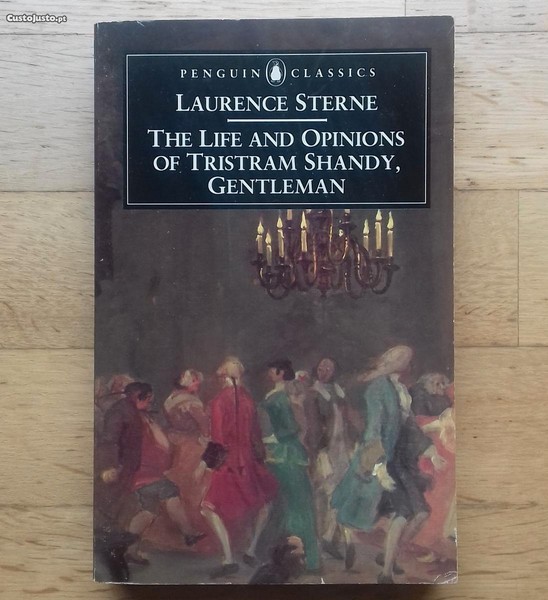 CustoJusto.pt
PENGUIN CLASSICS
LAURENCE STERNE
THE LIFE AND OPINIONS
OF TRISTRAM SHANDY,
GENTLEMAN